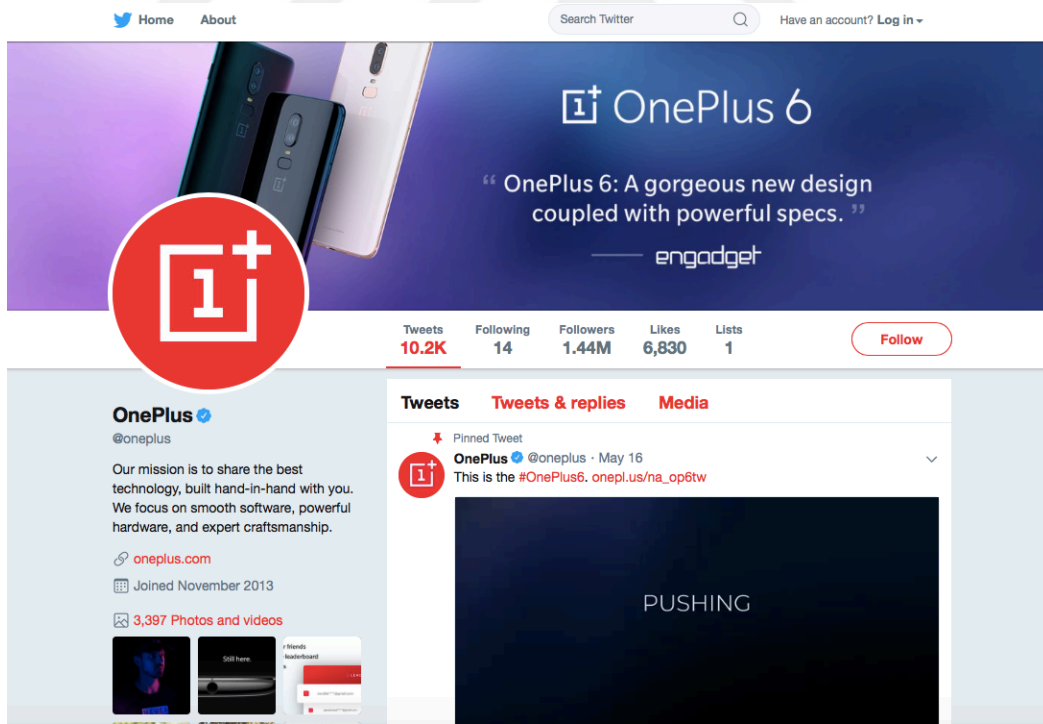 Home About Search Twitter Have an account? Log in
OnePlus 6
“ OnePlus 6: A gorgeous new design
coupled with powerful specs. ”
engadget
Tweets Following Followers Likes Lists
10.2K 14 1.44M 6,830 1
Follow
OnePlus
@oneplus
Our mission is to share the best
technology, built hand-in-hand with you.
We focus on smooth software, powerful
hardware, and expert craftsmanship.
oneplus.com
Joined November 2013
3,397 Photos and videos
Still here.
r friends
leaderboard
Tweets Tweets & replies Media
Pinned Tweet
OnePlus @oneplus · May 16
This is the #OnePlus6. onepl.us/na_op6tw
PUSHING